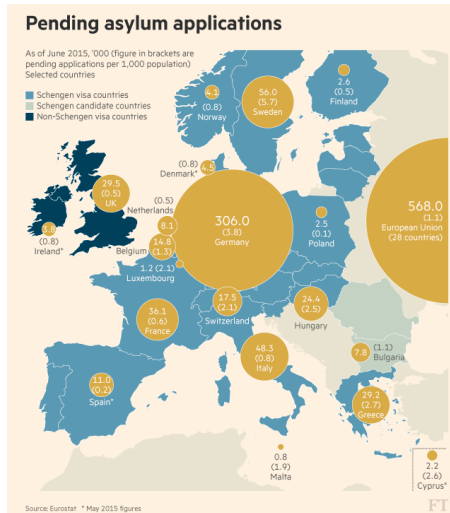 Pending asylum applications
As of June 2015, '000 (figure in brackets are
pending applications per 1,000 population)
Selected countries
Schengen visa countries
Schengen candidate countries
Non-Schengen visa countries
4.1
(0.8)
Norway
56.0
(5.7)
Sweden
2.6
(0.5)
Finland
29.5
(0.5)
UK
(0.8)
Denmark*
4.5
3.8
(0.8)
Ireland*
(0.5)
Netherlands
8.1
Belgium
14.8
(1.3)
1.2 (2.1)
Luxembourg
306.0
(3.8)
Germany
2.5
(0.1)
Poland
568.0
(1.1)
European Union
(28 countries)
36.1
(0.6)
France
17.5
(2.1)
Switzerland
24.4
(2.5)
Hungary
48.3
(0.8)
Italy
7.8
(1.1)
Bulgaria
11.0
(0.2)
Spain*
29.2
(2.7)
Greece
0.8
(1.9)
Malta
2.2
(2.6)
Cyprus*
Source: Eurostat * May 2015 figures
FT